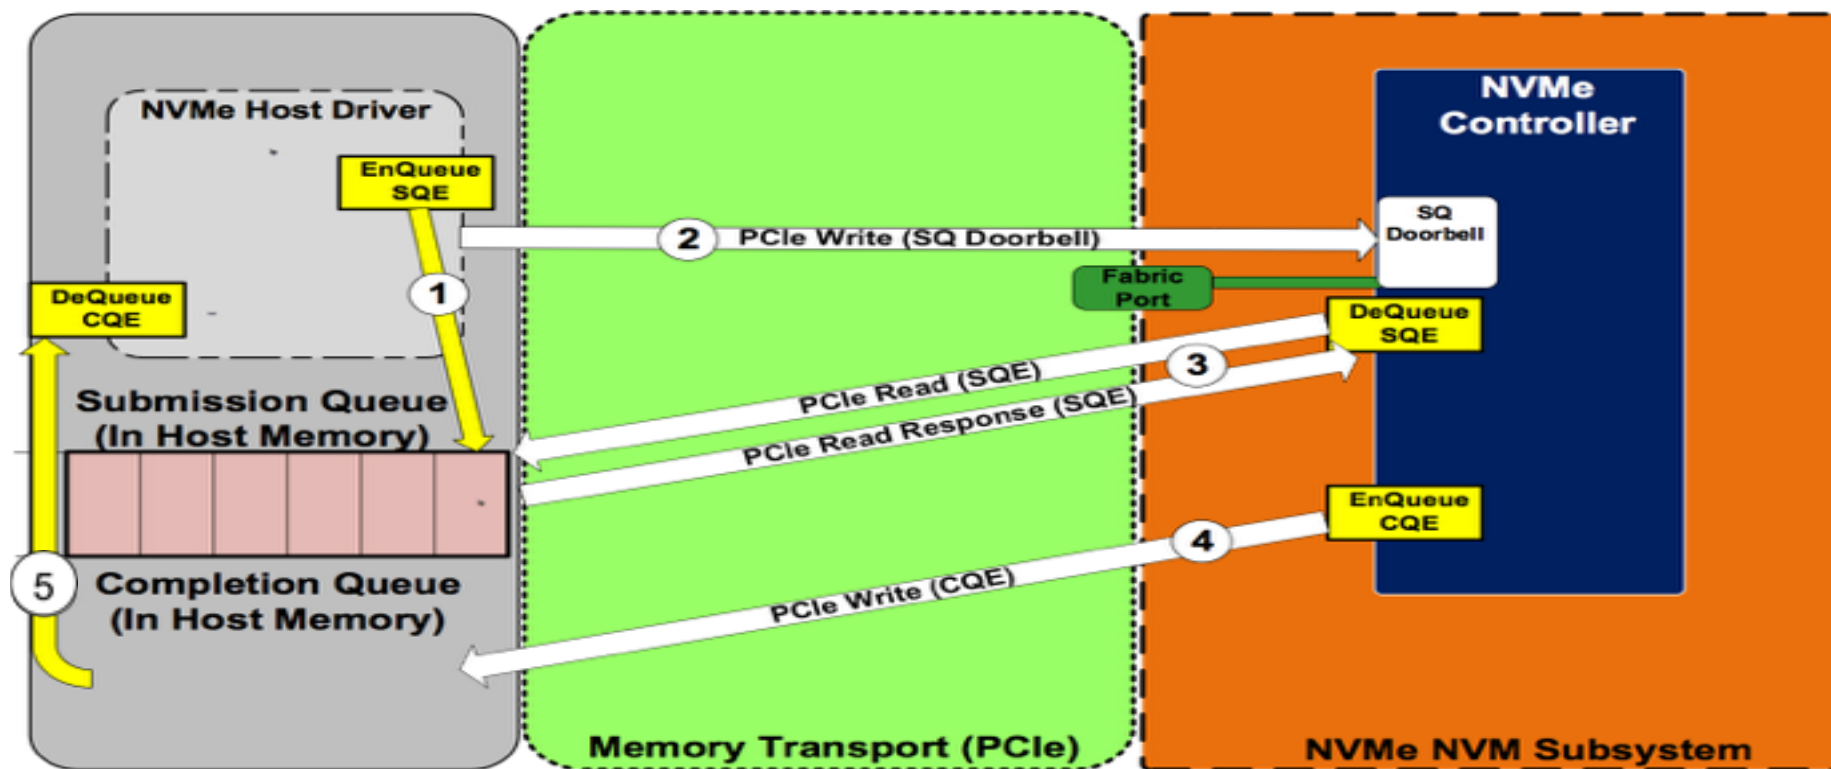 NVMe Host Driver
EnQueue
SQE
1
DeQueue
CQE
Submission Queue
(In Host Memory)
5
Completion Queue
(In Host Memory)
2
PCIe Write (SQ Doorbell)
Fabric
Port
PCIe Read (SQE)
3
PCIe Read Response (SQE)
4
PCIe Write (CQE)
Memory Transport (PCIe)
NVMe
Controller
SQ
Doorbell
DeQueue
SQE
EnQueue
CQE
NVMe NVM Subsystem